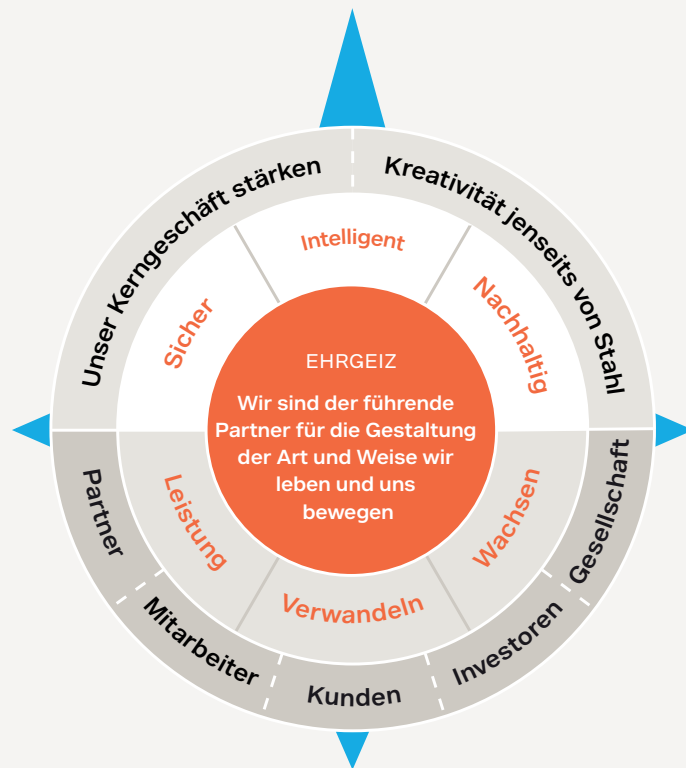 Unser Kerngeschäft stärken
Kreativität jenseits von Stahl
Sicher
Intelligent
Nachhaltig
EHRGEIZ
Wir sind der führende
Partner für die Gestaltung
der Art und Weise wir
leben und uns
bewegen
Leistung
Verwandeln
Wachsen
Partner
Mitarbeiter
Kunden
Investoren
Gesellschaft